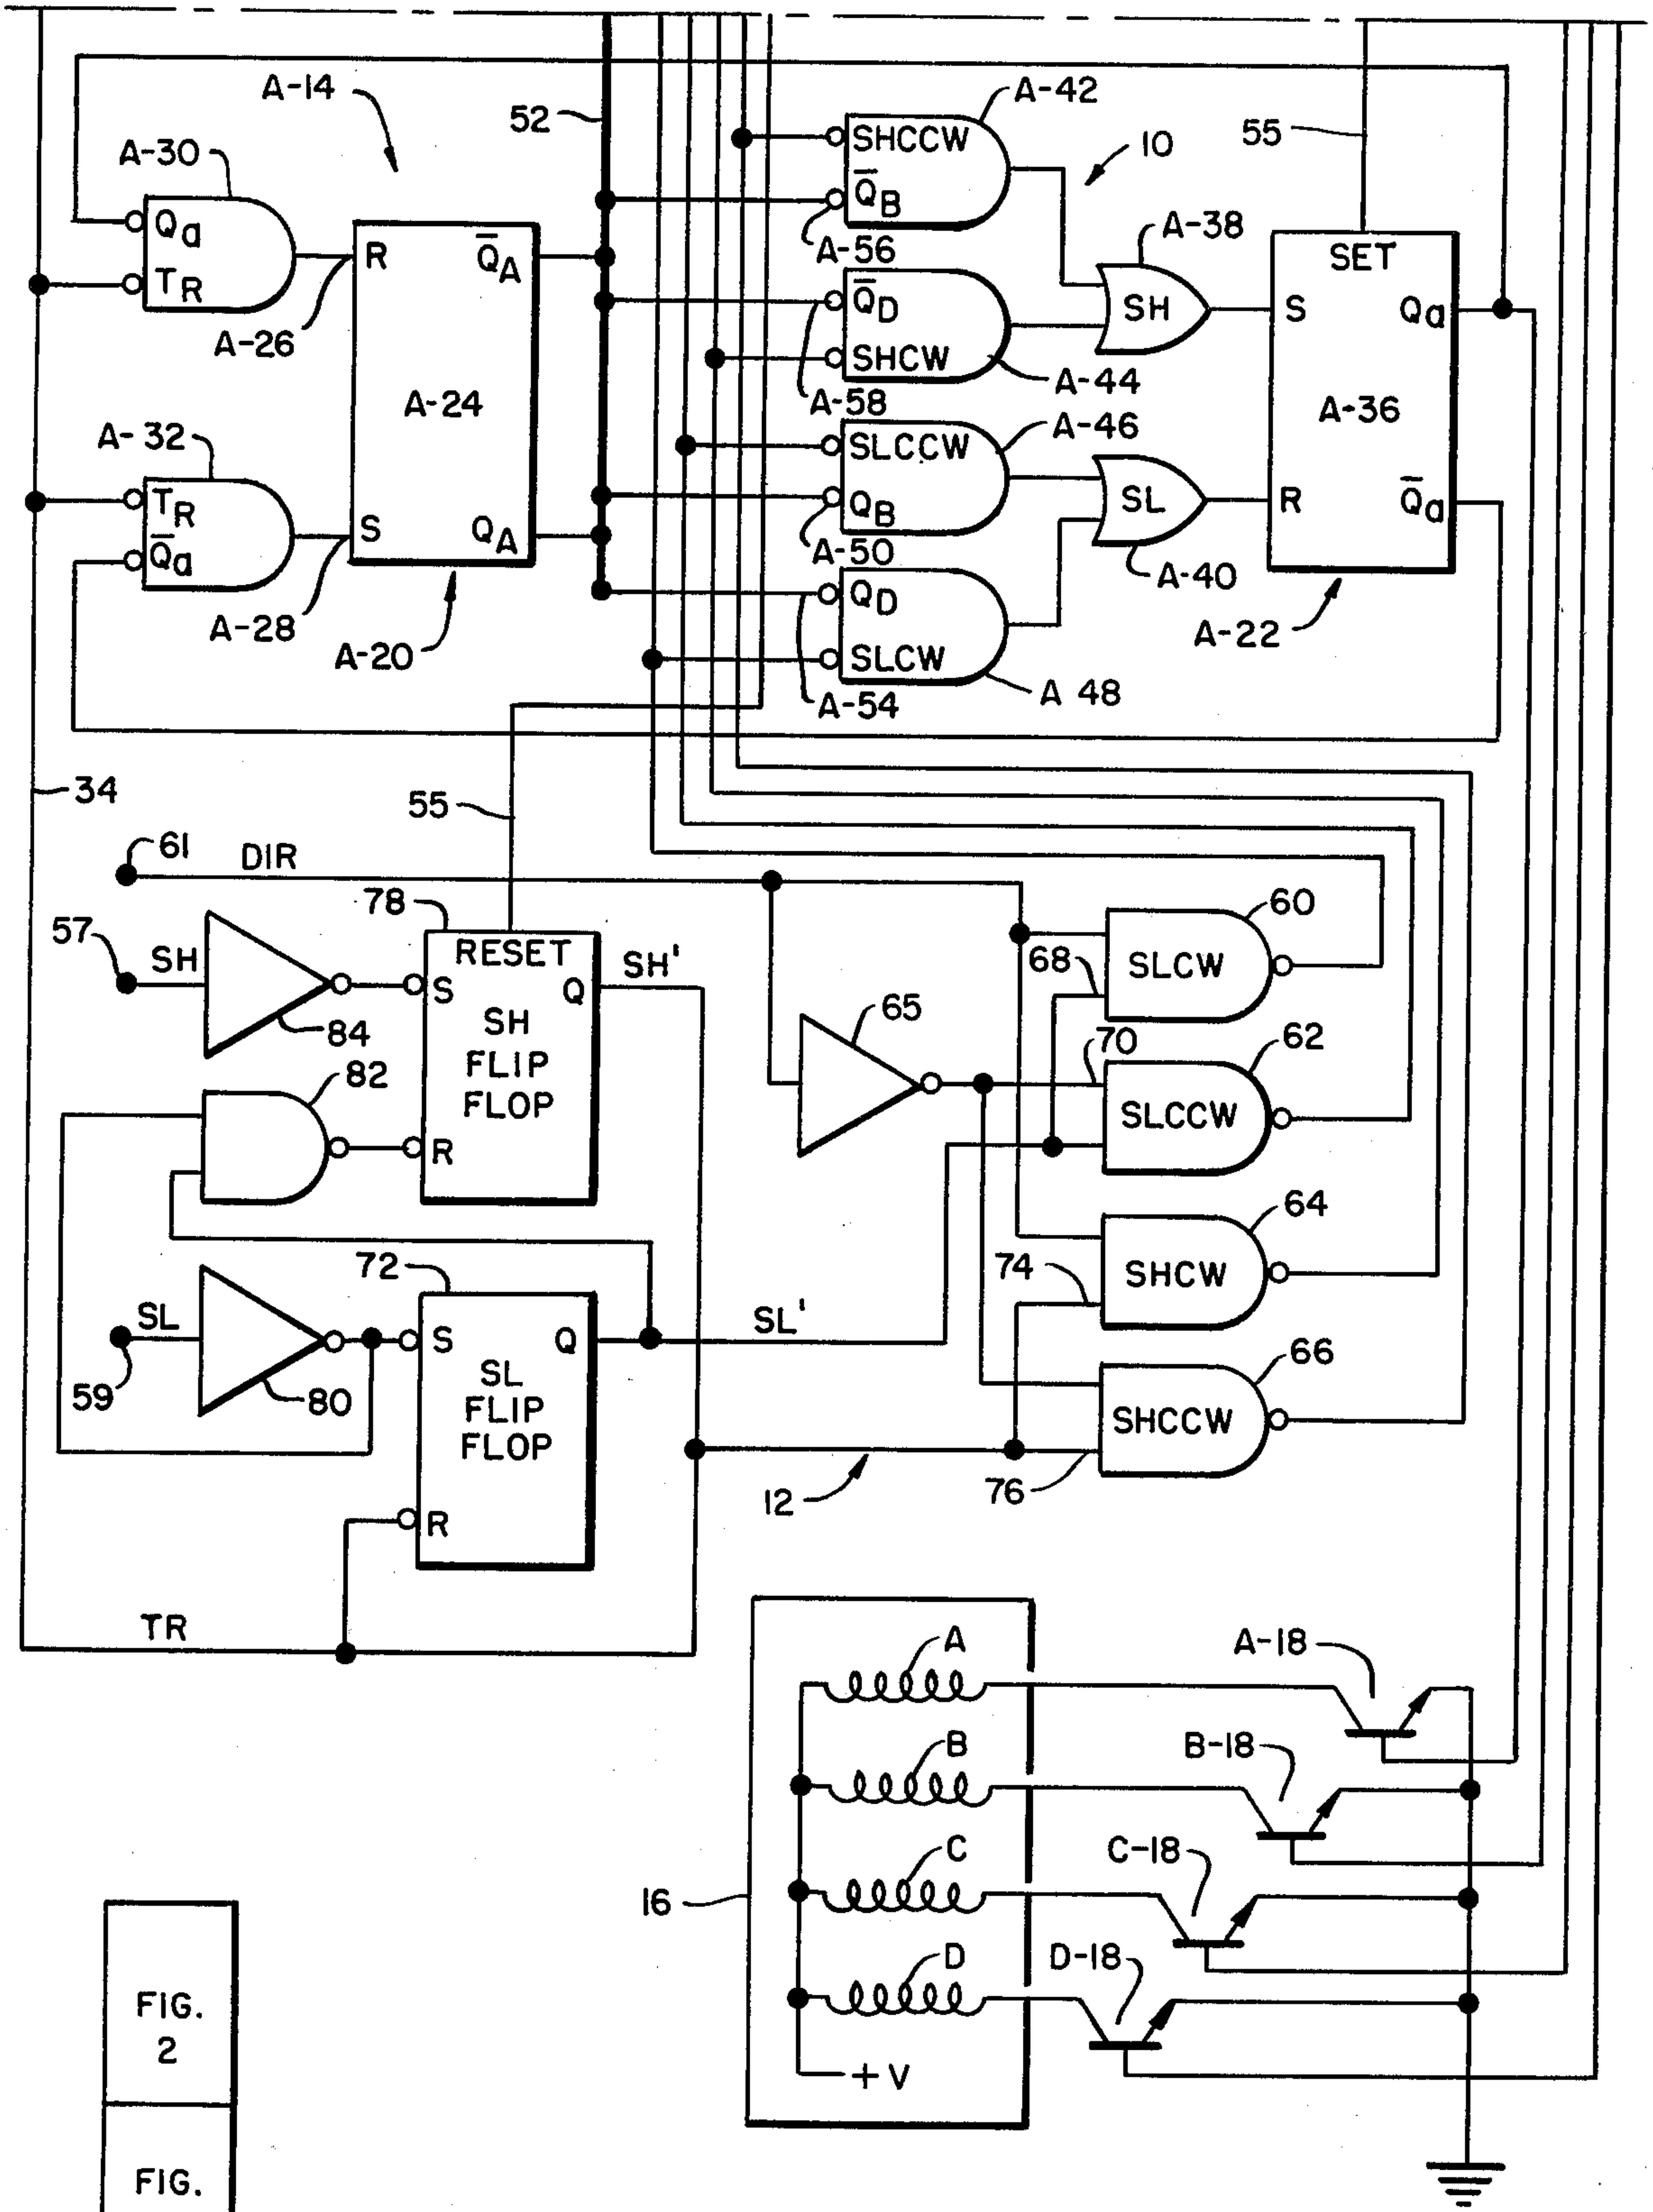 A-14
52
A-42
10
55
A-30
SHCCW
Q̅B
A-56
Qa
TR
A-26
R
Q̅A
A-24
QA
S
A-38
SH
SET
S
Qa
A-36
R
Q̅a
Q̅D
SHCW
A-44
A-58
A-46
SLCCW
QB
A-50
SL
A-40
A-32
T̅R
Q̅a
A-28
A-20
QD
SLCW
A-54
A 48
A-22
34
55
61
DIR
78
57
SH
84
RESET
S
Q
SH
FLIP
FLOP
R
SH'
82
65
60
68
SLCW
70
62
SLCCW
64
74
SHCW
66
SHCCW
76
12
72
SL
59
80
S
Q
SL
FLIP
FLOP
R
SL'
TR
A
A-18
B
B-18
C
C-18
16
D
D-18
+V
FIG.
2
FIG.